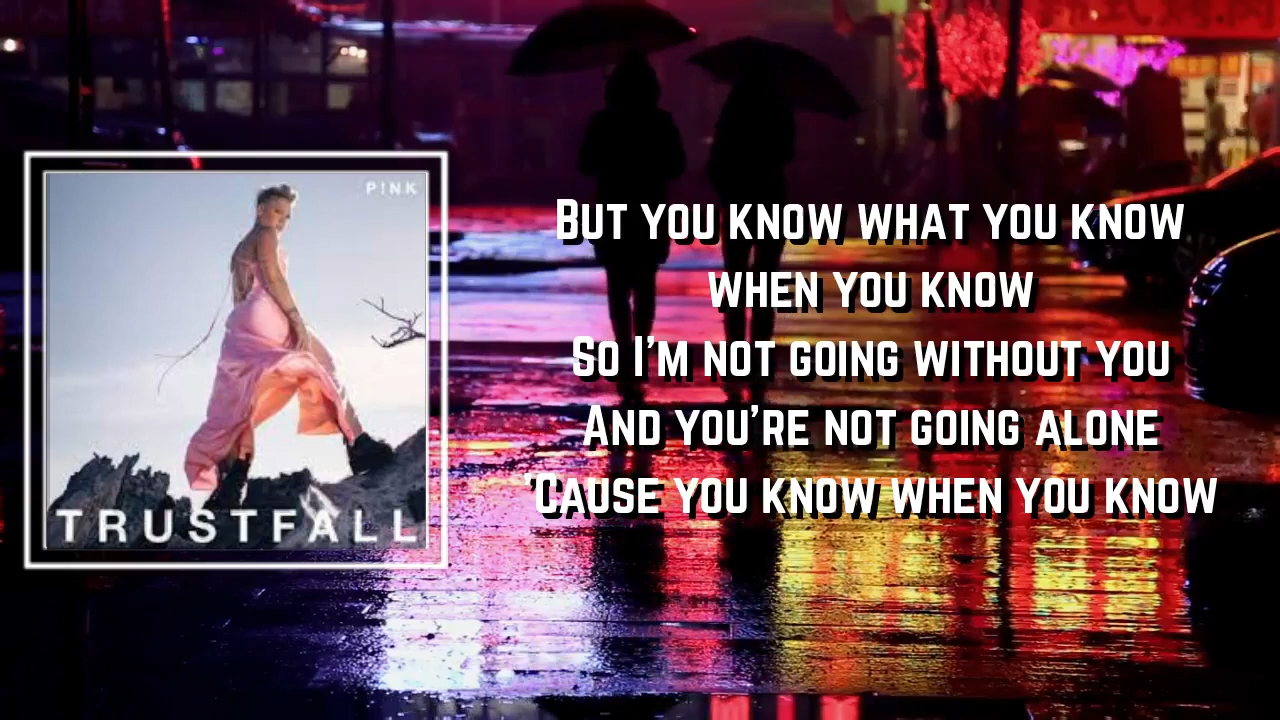 P!NK
TRUSTFALL
But you know what you know
when you know
So I'm not going without you
And you're not going alone
'Cause you know when you know